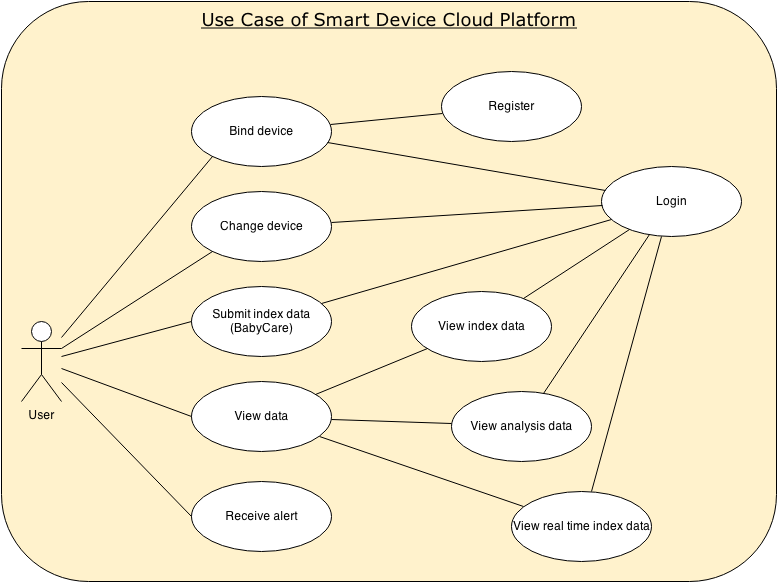 Use Case of Smart Device Cloud Platform
Register
Bind device
Login
Change device
Submit index data
(BabyCare)
View index data
User
View data
View analysis data
Receive alert
View real time index data